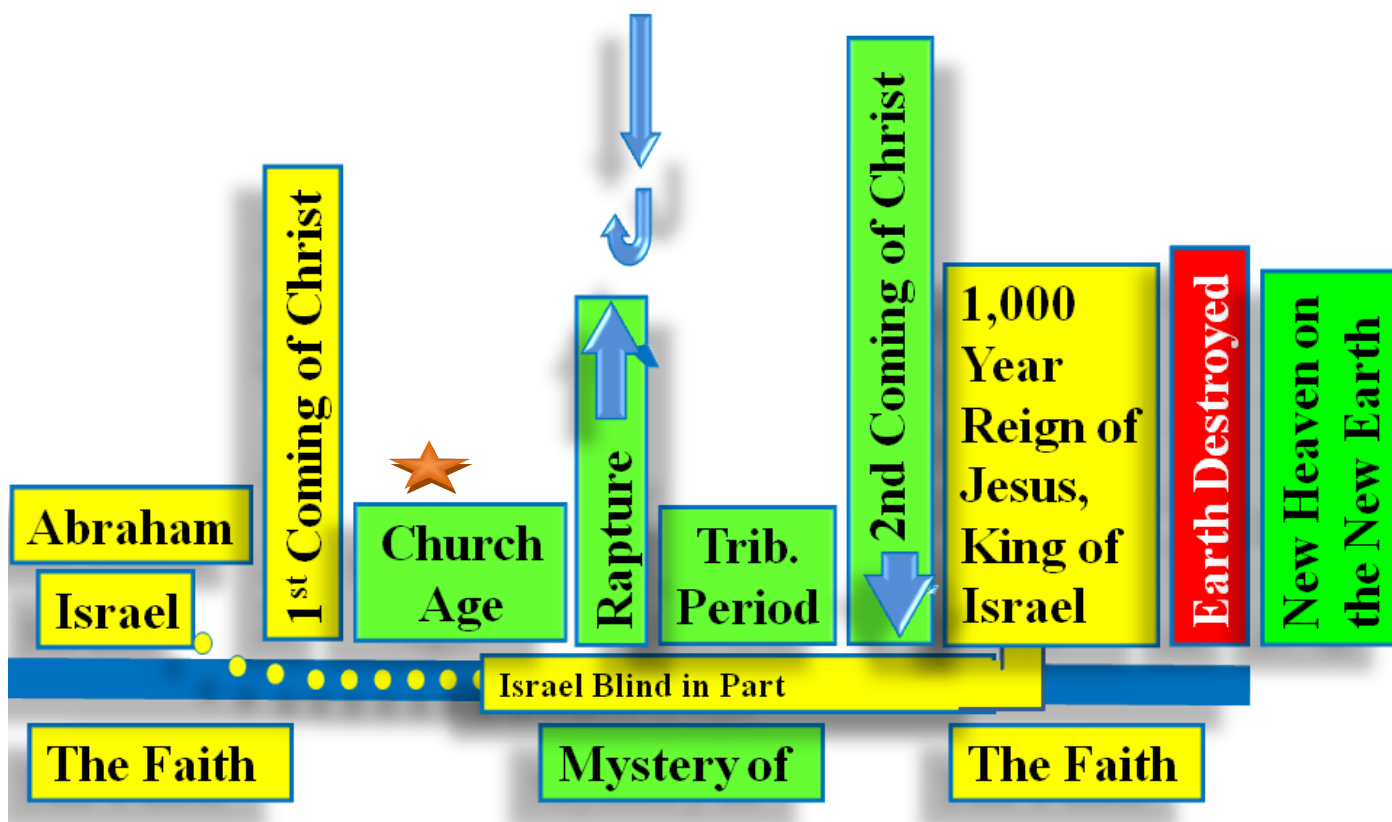 Abraham
Israel
1st Coming of Christ
Church
Age
Rapture
Trib.
Period
2nd Coming of Christ
1,000
Year
Reign of
Jesus,
King of
Israel
Earth Destroyed
New Heaven on
the New Earth
Israel Blind in Part
The Faith
Mystery of
The Faith